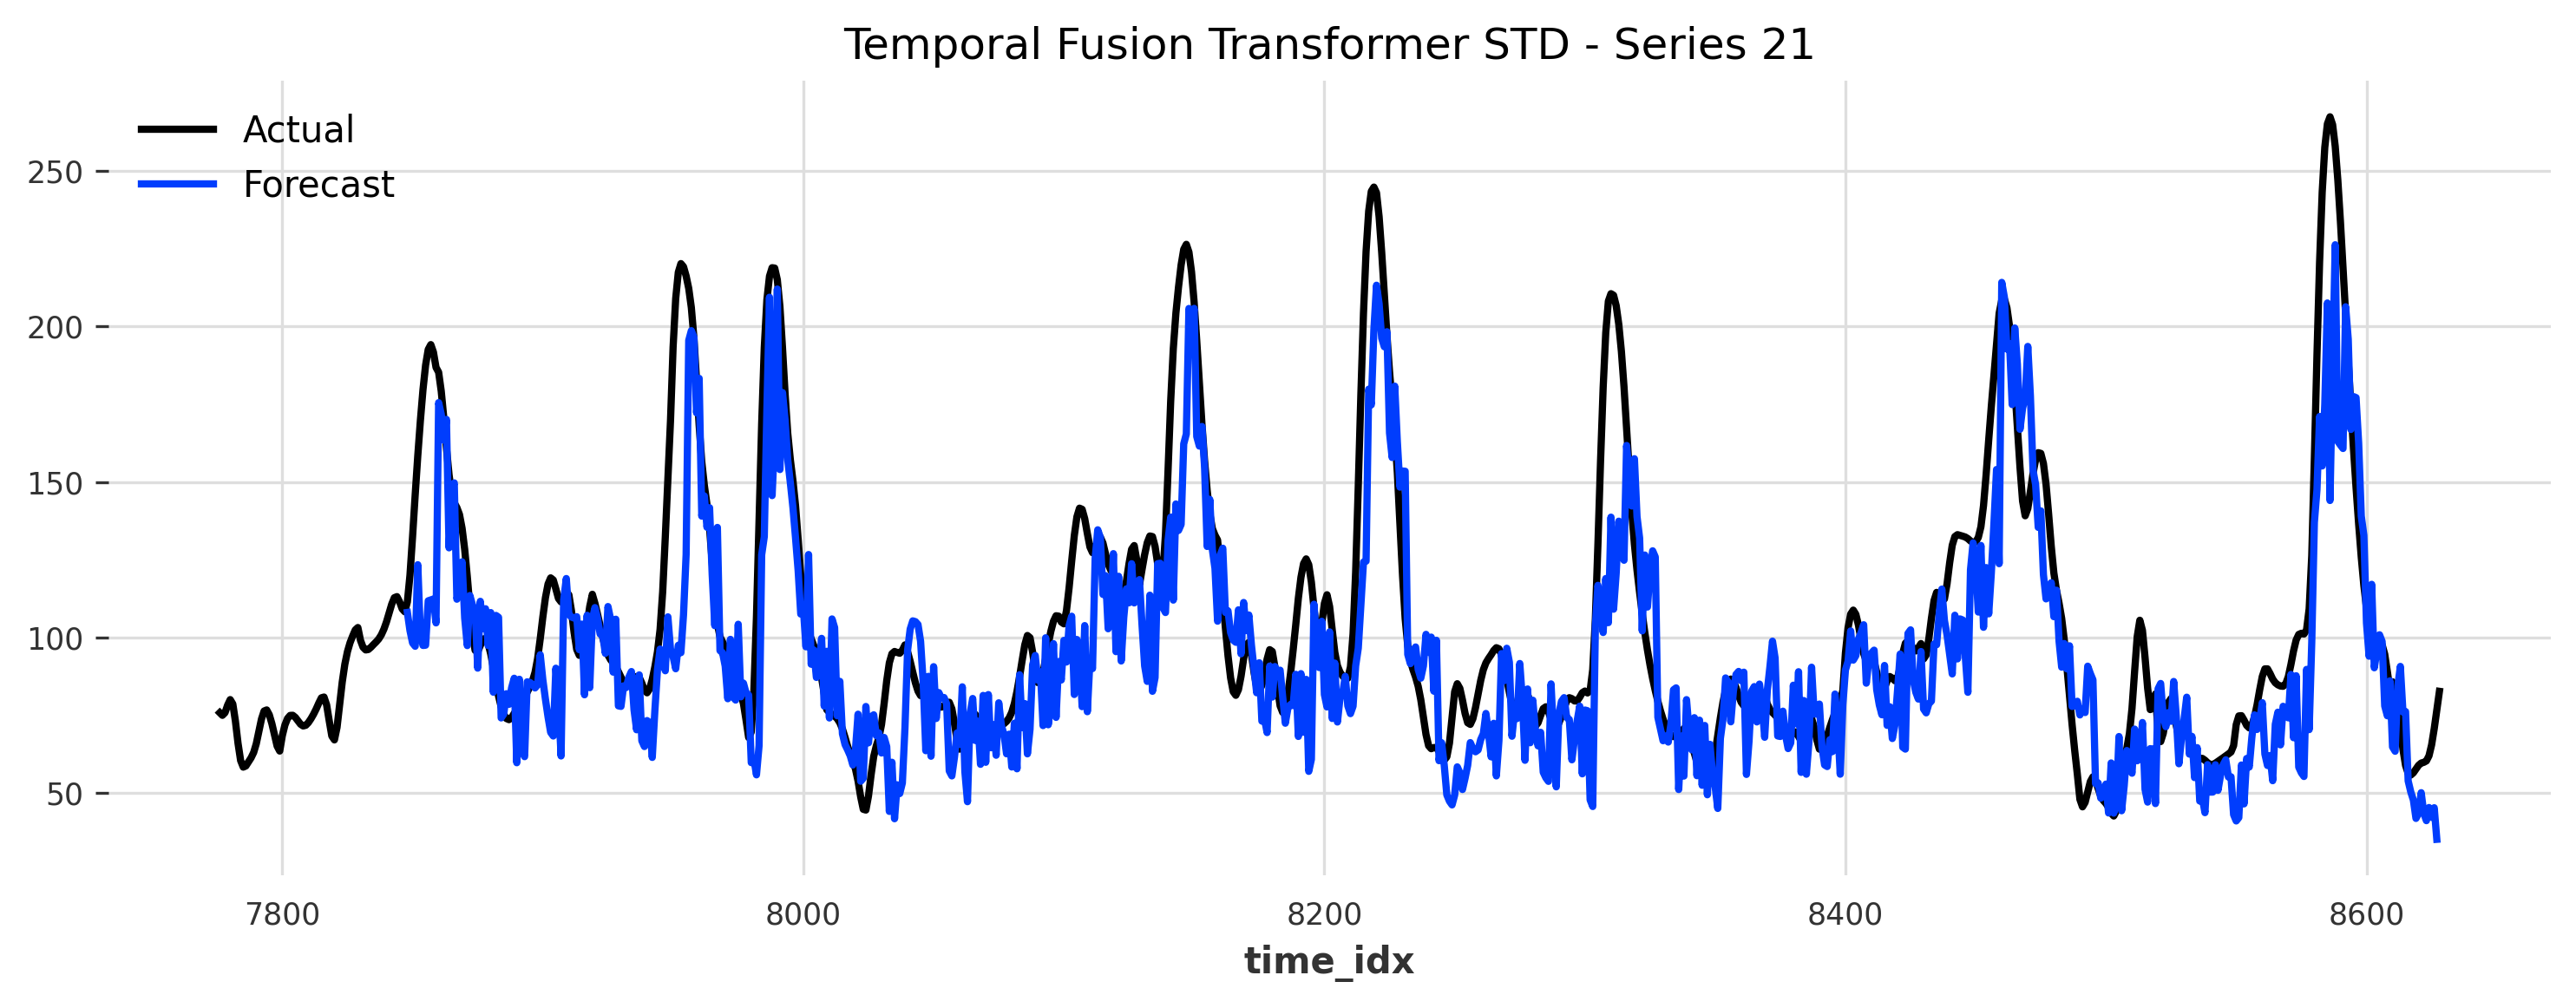 Temporal Fusion Transformer STD - Series 21
Actual
Forecast
250
200
150
100
50
7800 8000 8200 8400 8600
time_idx